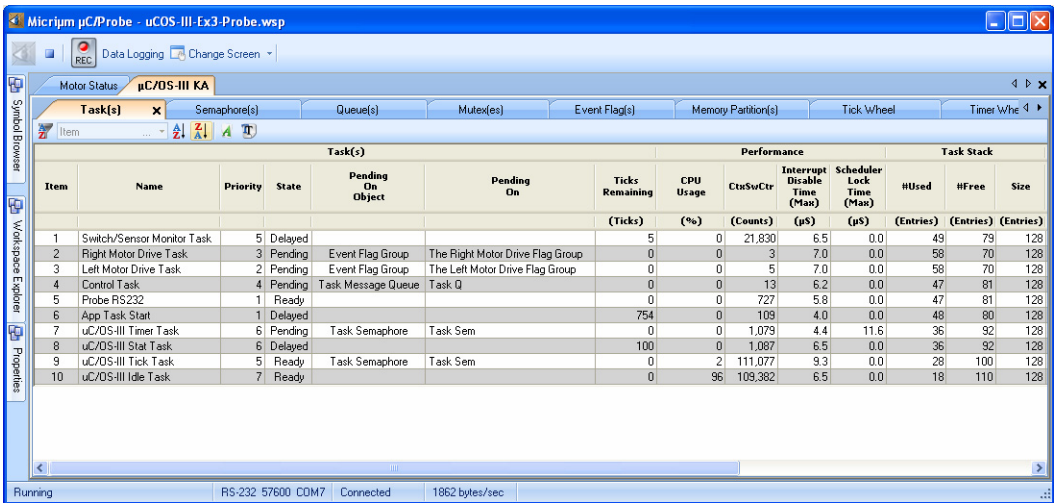 Micriµm µC/Probe - uCOS-III-Ex3-Probe.wsp
REC Data Logging Change Screen
Motor Status µC/OS-III KA
Task(s) Semaphore(s) Queue(s) Mutex(es) Event Flag(s) Memory Partition(s) Tick Wheel Timer Whe
Item ...
Symbol Browser
Workspace Explorer
Properties
Task(s) Performance Task Stack
Item Name Priority State Pending On Object Pending On Ticks Remaining CPU Usage CtxSwCtr Interrupt Disable Time (Max) Scheduler Lock Time (Max) #Used #Free Size
(Ticks) (%) (Counts) (µS) (µS) (Entries) (Entries) (Entries)
1 Switch/Sensor Monitor Task 5 Delayed 5 0 21,830 6.5 0.0 49 79 128
2 Right Motor Drive Task 3 Pending Event Flag Group The Right Motor Drive Flag Group 0 0 3 7.0 0.0 58 70 128
3 Left Motor Drive Task 2 Pending Event Flag Group The Left Motor Drive Flag Group 0 0 5 7.0 0.0 58 70 128
4 Control Task 4 Pending Task Message Queue Task Q 0 0 13 6.2 0.0 47 81 128
5 Probe RS232 1 Ready 0 0 727 5.8 0.0 47 81 128
6 App Task Start 1 Delayed 754 0 109 4.0 0.0 48 80 128
7 uC/OS-III Timer Task 6 Pending Task Semaphore Task Sem 0 0 1,079 4.4 11.6 36 92 128
8 uC/OS-III Stat Task 6 Delayed 100 0 1,087 6.5 0.0 36 92 128
9 uC/OS-III Tick Task 5 Ready Task Semaphore Task Sem 0 2 111,077 9.3 0.0 28 100 128
10 uC/OS-III Idle Task 7 Ready 0 96 109,382 6.5 0.0 18 110 128
Running RS-232 57600 COM7 Connected 1862 bytes/sec